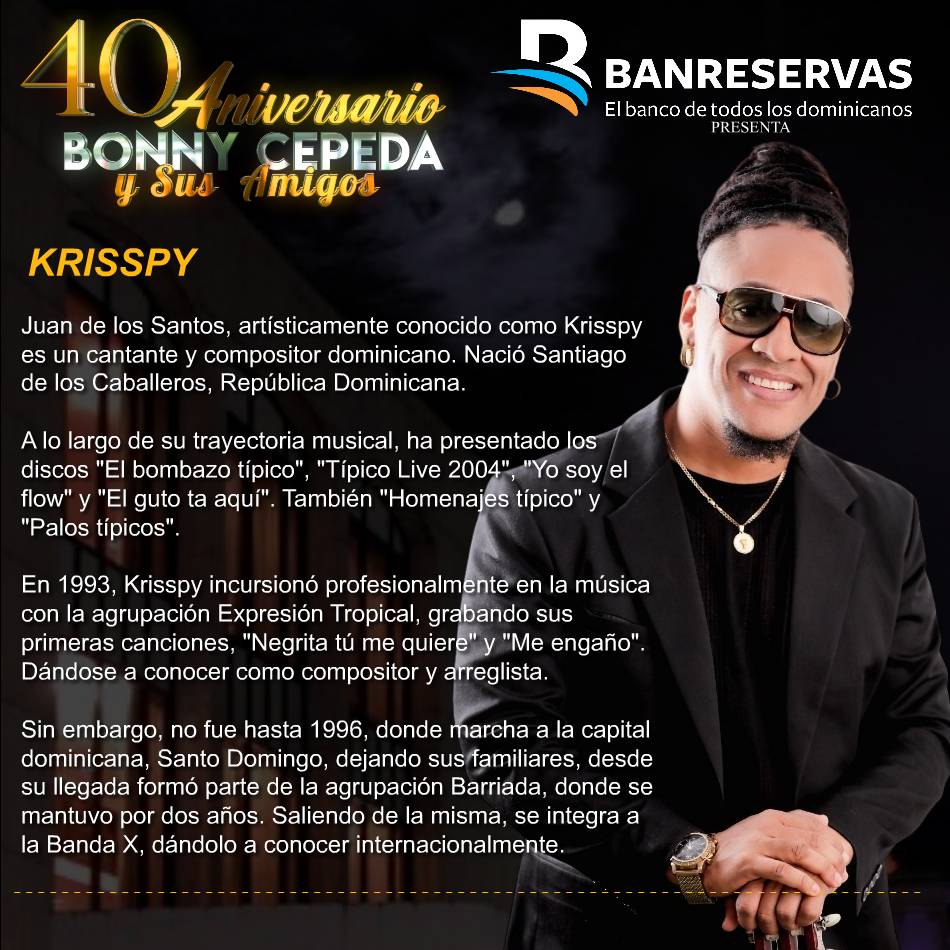 40 Aniversario
BONNY CEPEDA
y Sus Amigos
BANRESERVAS
El banco de todos los dominicanos
PRESENTA
KRISSPY
Juan de los Santos, artísticamente conocido como Krisspy
es un cantante y compositor dominicano. Nació Santiago
de los Caballeros, República Dominicana.
A lo largo de su trayectoria musical, ha presentado los
discos "El bombazo típico", "Típico Live 2004", "Yo soy el
flow" y "El guto ta aquí". También "Homenajes típico" y
"Palos típicos".
En 1993, Krisspy incursionó profesionalmente en la música
con la agrupación Expresión Tropical, grabando sus
primeras canciones, "Negrita tú me quiere" y "Me engaño".
Dándose a conocer como compositor y arreglista.
Sin embargo, no fue hasta 1996, donde marcha a la capital
dominicana, Santo Domingo, dejando sus familiares, desde
su llegada formó parte de la agrupación Barriada, donde se
mantuvo por dos años. Saliendo de la misma, se integra a
la Banda X, dándolo a conocer internacionalmente.